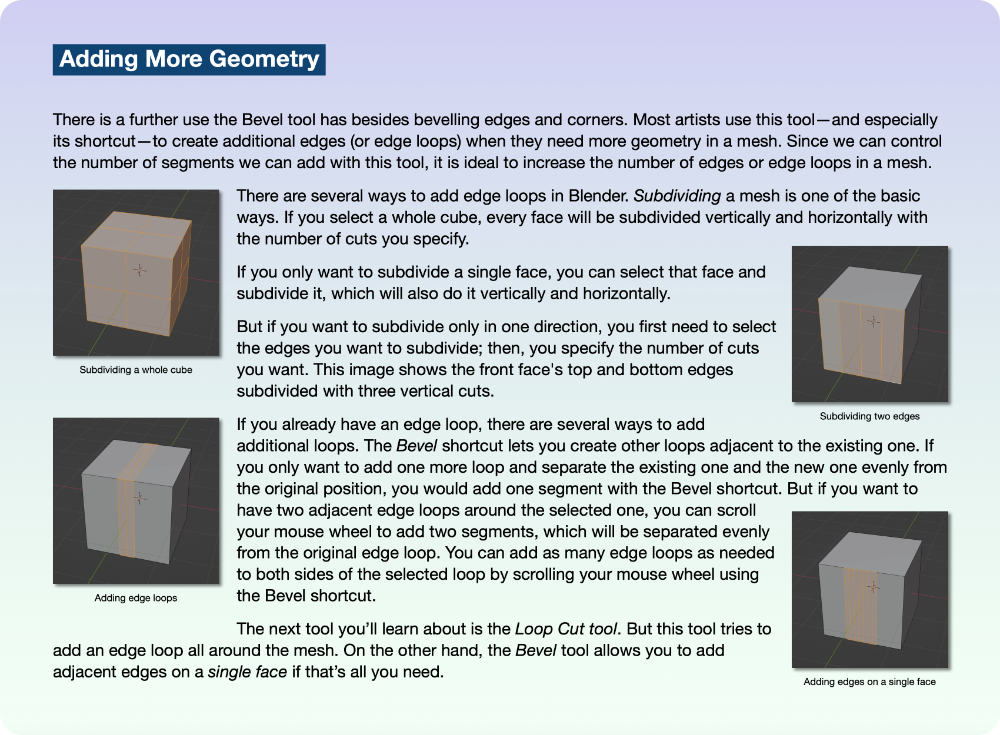 Adding More Geometry
There is a further use the Bevel tool has besides bevelling edges and corners. Most artists use this tool—and especially
its shortcut—to create additional edges (or edge loops) when they need more geometry in a mesh. Since we can control
the number of segments we can add with this tool, it is ideal to increase the number of edges or edge loops in a mesh.
There are several ways to add edge loops in Blender. Subdividing a mesh is one of the basic
ways. If you select a whole cube, every face will be subdivided vertically and horizontally with
the number of cuts you specify.
Subdividing a whole cube
If you only want to subdivide a single face, you can select that face and
subdivide it, which will also do it vertically and horizontally.
But if you want to subdivide only in one direction, you first need to select
the edges you want to subdivide; then, you specify the number of cuts
you want. This image shows the front face's top and bottom edges
subdivided with three vertical cuts.
Subdividing two edges
If you already have an edge loop, there are several ways to add
additional loops. The Bevel shortcut lets you create other loops adjacent to the existing one. If
you only want to add one more loop and separate the existing one and the new one evenly from
the original position, you would add one segment with the Bevel shortcut. But if you want to
have two adjacent edge loops around the selected one, you can scroll
your mouse wheel to add two segments, which will be separated evenly
from the original edge loop. You can add as many edge loops as needed
to both sides of the selected loop by scrolling your mouse wheel using
the Bevel shortcut.
Adding edge loops
The next tool you’ll learn about is the Loop Cut tool. But this tool tries to
add an edge loop all around the mesh. On the other hand, the Bevel tool allows you to add
adjacent edges on a single face if that’s all you need.
Adding edges on a single face